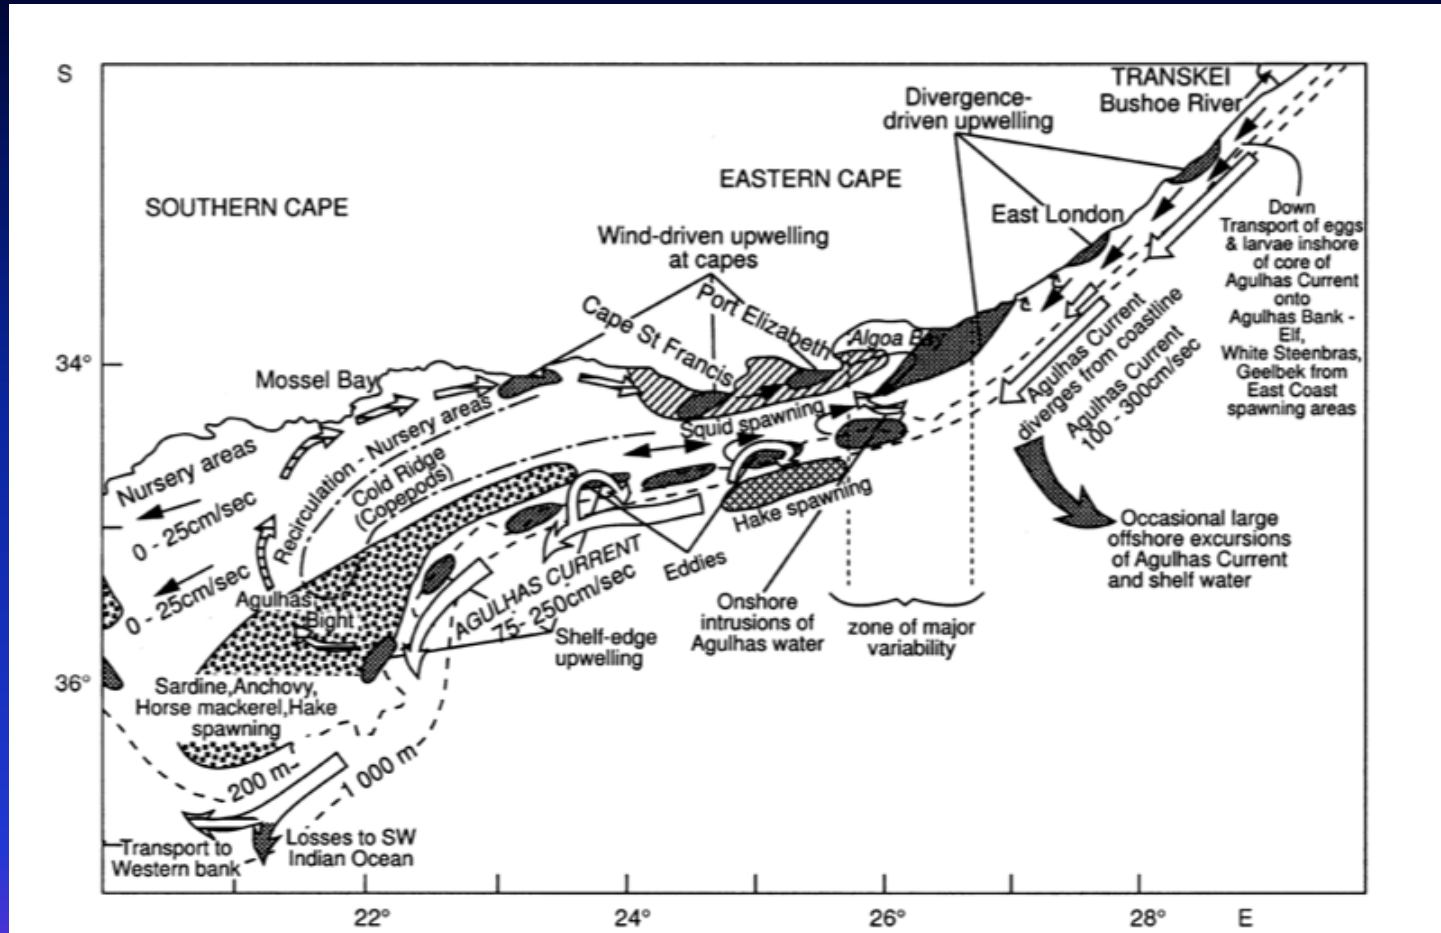 S
TRANSKEI
Bushoe River
Divergence-
driven upwelling
EASTERN CAPE
SOUTHERN CAPE
East London
Down
Transport of eggs
& larvae inshore
of core of
Agulhas Current
onto
Agulhas Bank -
Elf,
White Steenbras,
Geelbek from
East Coast
spawning areas
Wind-driven upwelling
at capes
Port Elizabeth
Cape St Francis
Algoa Bay
34°
Mossel Bay
Agulhas Current
diverges from coastline
Agulhas Current
100 - 300cm/sec
Squid spawning
Nursery areas
Recirculation - Nursery areas
Cold Ridge
(Copepods)
0 - 25cm/sec
0 - 25cm/sec
Hake spawning
Occasional large
offshore excursions
of Agulhas Current
and shelf water
AGULHAS CURRENT
75- 250cm/sec
Eddies
Agulhas
Bight
Onshore
intrusions of
Agulhas water
zone of major
variability
Shelf-edge
upwelling
36°
Sardine,Anchovy,
Horse mackerel,Hake
spawning
200 m
1 000 m
Transport to
Western bank
Losses to SW
Indian Ocean
22°
24°
26°
28°
E